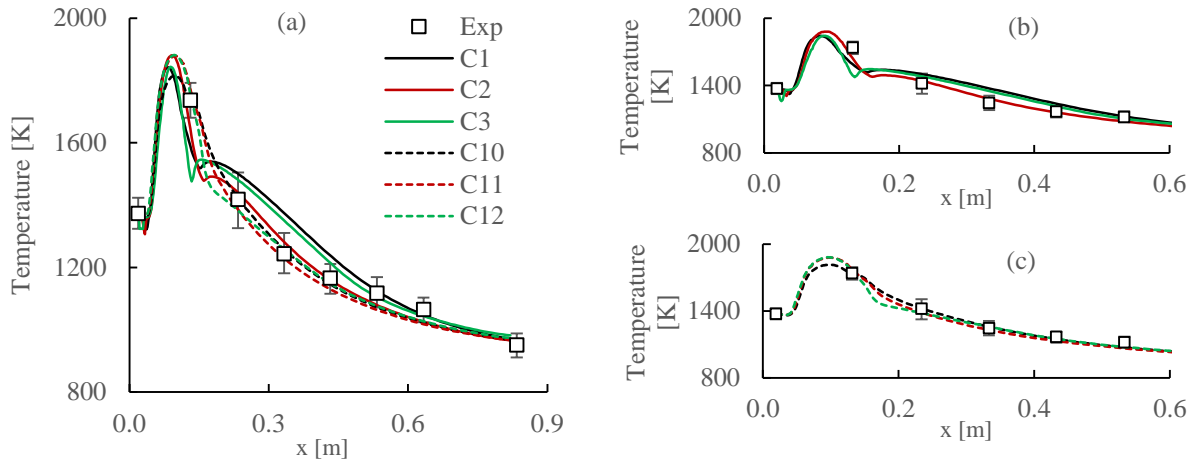 (a)
Temperature [K]
2000
1600
1200
800
0.0 0.3 0.6 0.9
x [m]
Exp
C1
C2
C3
C10
C11
C12
(b)
Temperature
[K]
2000
1400
800
0.0 0.2 0.4 0.6
x [m]
(c)
Temperature
[K]
2000
1400
800
0.0 0.2 0.4 0.6
x [m]